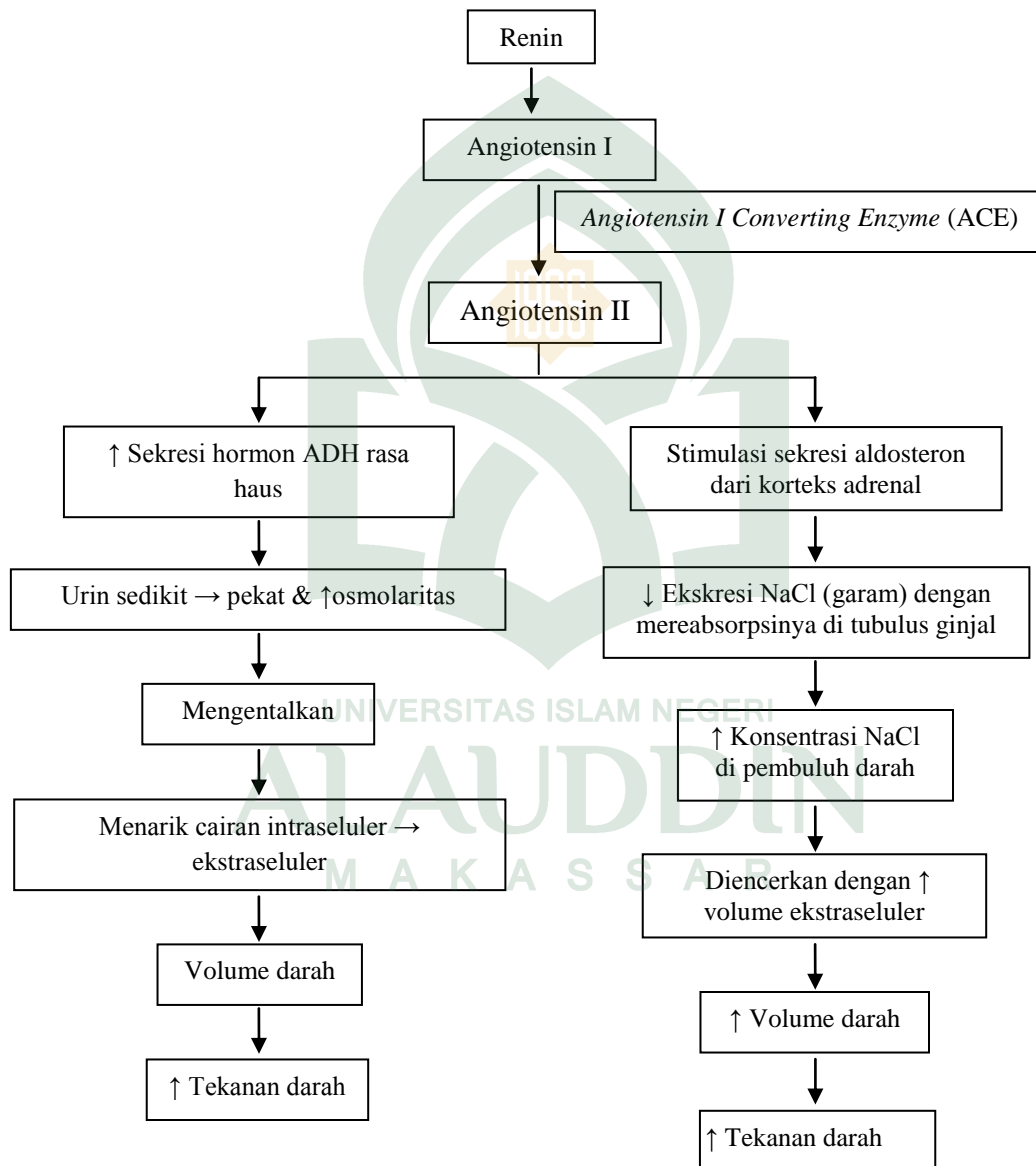 Renin
Angiotensin I
Angiotensin I Converting Enzyme (ACE)
Angiotensin II
↑ Sekresi hormon ADH rasa
haus
Urin sedikit → pekat & ↑osmolaritas
Mengentalkan
Menarik cairan intraseluler →
ekstraseluler
Volume darah
↑ Tekanan darah
Stimulasi sekresi aldosteron
dari korteks adrenal
↓ Ekskresi NaCl (garam) dengan
mereabsorpsinya di tubulus ginjal
↑ Konsentrasi NaCl
di pembuluh darah
Diencerkan dengan ↑
volume ekstraseluler
↑ Volume darah
↑ Tekanan darah
UNIVERSITAS ISLAM NEGERI
ALAUDDIN
MAKASSAR